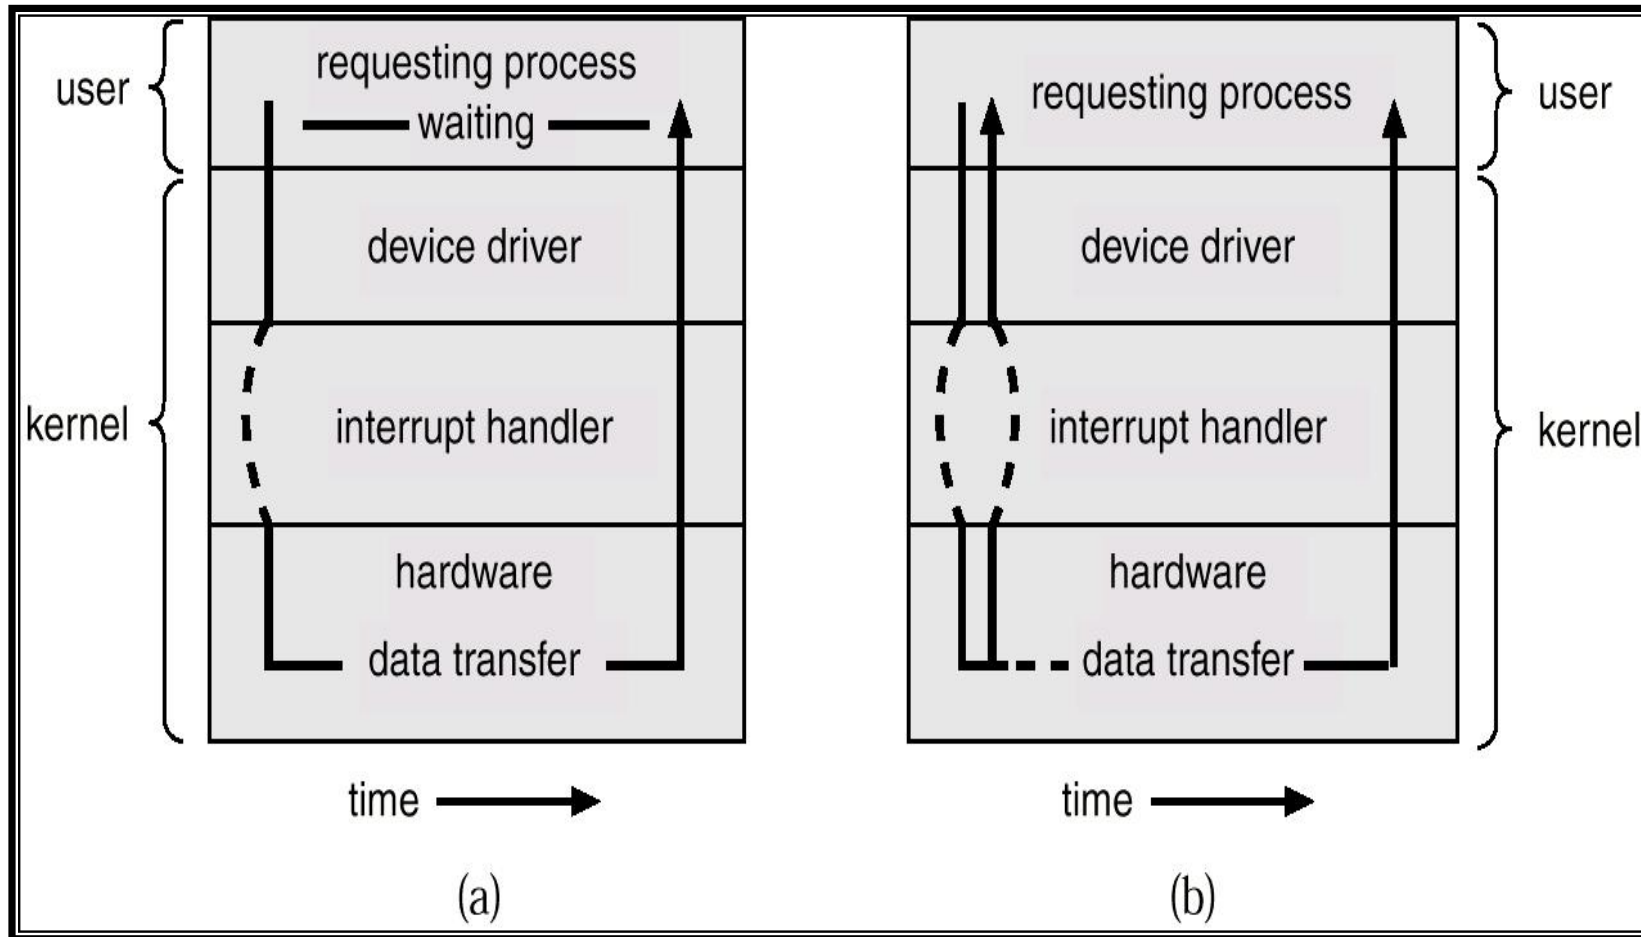 user
requesting process
waiting
device driver
kernel
interrupt handler
hardware
data transfer
time
(a)
requesting process
user
device driver
interrupt handler
kernel
hardware
data transfer
time
(b)